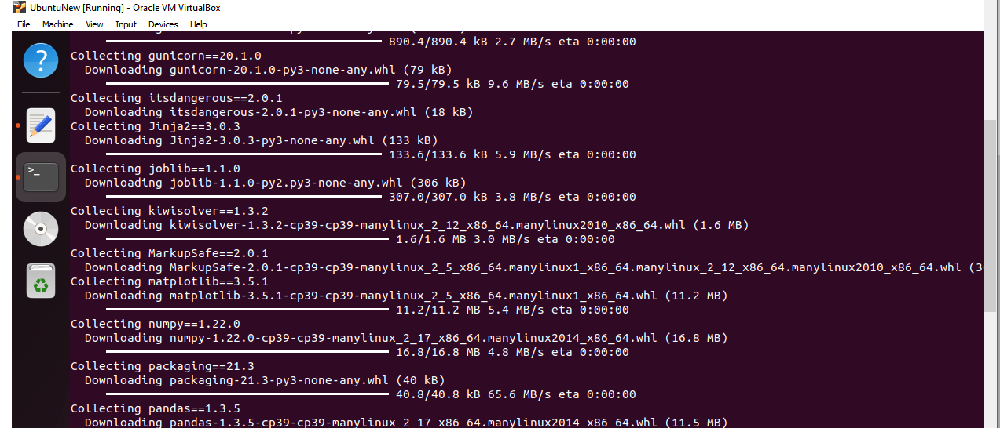 UbuntuNew [Running] - Oracle VM VirtualBox
File Machine View Input Devices Help
890.4/890.4 kB 2.7 MB/s eta 0:00:00
Collecting gunicorn==20.1.0
Downloading gunicorn-20.1.0-py3-none-any.whl (79 kB)
79.5/79.5 kB 9.6 MB/s eta 0:00:00
Collecting itsdangerous==2.0.1
Downloading itsdangerous-2.0.1-py3-none-any.whl (18 kB)
Collecting Jinja2==3.0.3
Downloading Jinja2-3.0.3-py3-none-any.whl (133 kB)
133.6/133.6 kB 5.9 MB/s eta 0:00:00
Collecting joblib==1.1.0
Downloading joblib-1.1.0-py2.py3-none-any.whl (306 kB)
307.0/307.0 kB 3.8 MB/s eta 0:00:00
Collecting kiwisolver==1.3.2
Downloading kiwisolver-1.3.2-cp39-cp39-manylinux_2_12_x86_64.manylinux2010_x86_64.whl (1.6 MB)
1.6/1.6 MB 3.0 MB/s eta 0:00:00
Collecting MarkupSafe==2.0.1
Downloading MarkupSafe-2.0.1-cp39-cp39-manylinux_2_5_x86_64.manylinux1_x86_64.manylinux_2_12_x86_64.manylinux2010_x86_64.whl (3
Collecting matplotlib==3.5.1
Downloading matplotlib-3.5.1-cp39-cp39-manylinux_2_5_x86_64.manylinux1_x86_64.whl (11.2 MB)
11.2/11.2 MB 5.4 MB/s eta 0:00:00
Collecting numpy==1.22.0
Downloading numpy-1.22.0-cp39-cp39-manylinux_2_17_x86_64.manylinux2014_x86_64.whl (16.8 MB)
16.8/16.8 MB 4.8 MB/s eta 0:00:00
Collecting packaging==21.3
Downloading packaging-21.3-py3-none-any.whl (40 kB)
40.8/40.8 kB 65.6 MB/s eta 0:00:00
Collecting pandas==1.3.5
Downloading pandas-1.3.5-cp39-cp39-manylinux_2_17_x86_64.manylinux2014_x86_64.whl (11.5 MB)